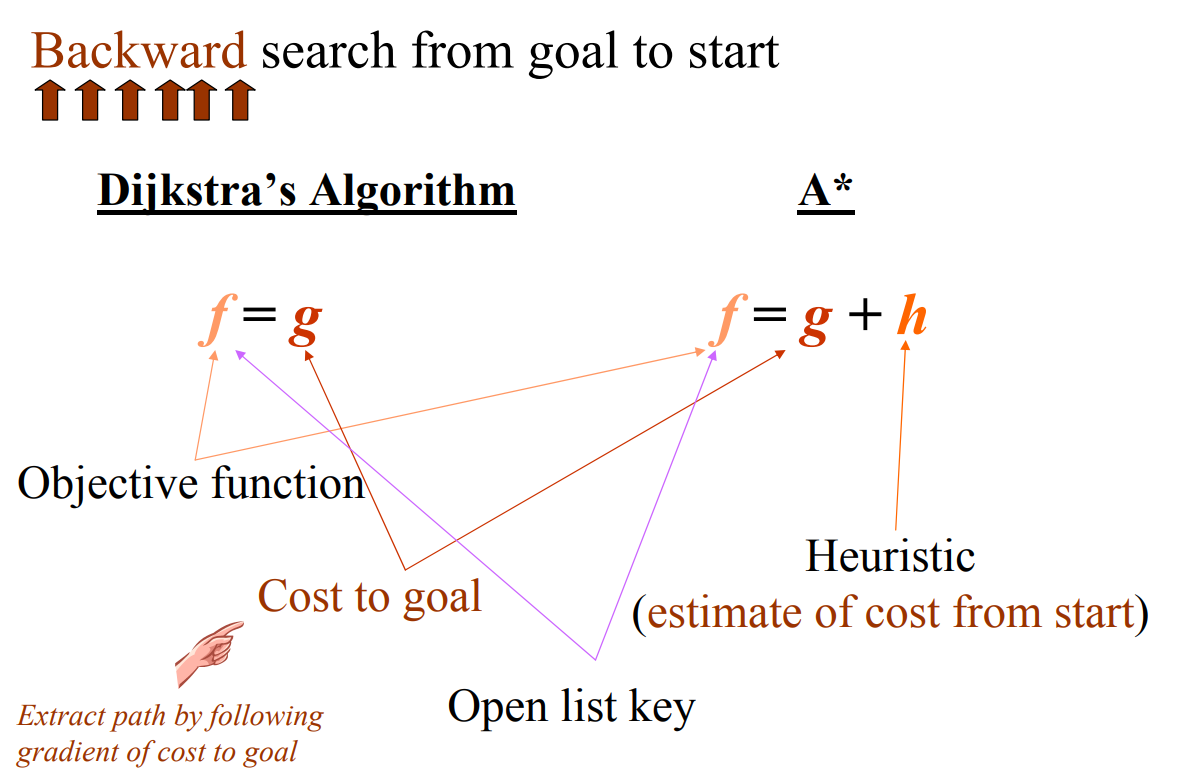 Backward search from goal to start
Dijkstra’s Algorithm
A*
f = g
f = g + h
Objective function
Cost to goal
Heuristic
(estimate of cost from start)
Open list key
Extract path by following
gradient of cost to goal